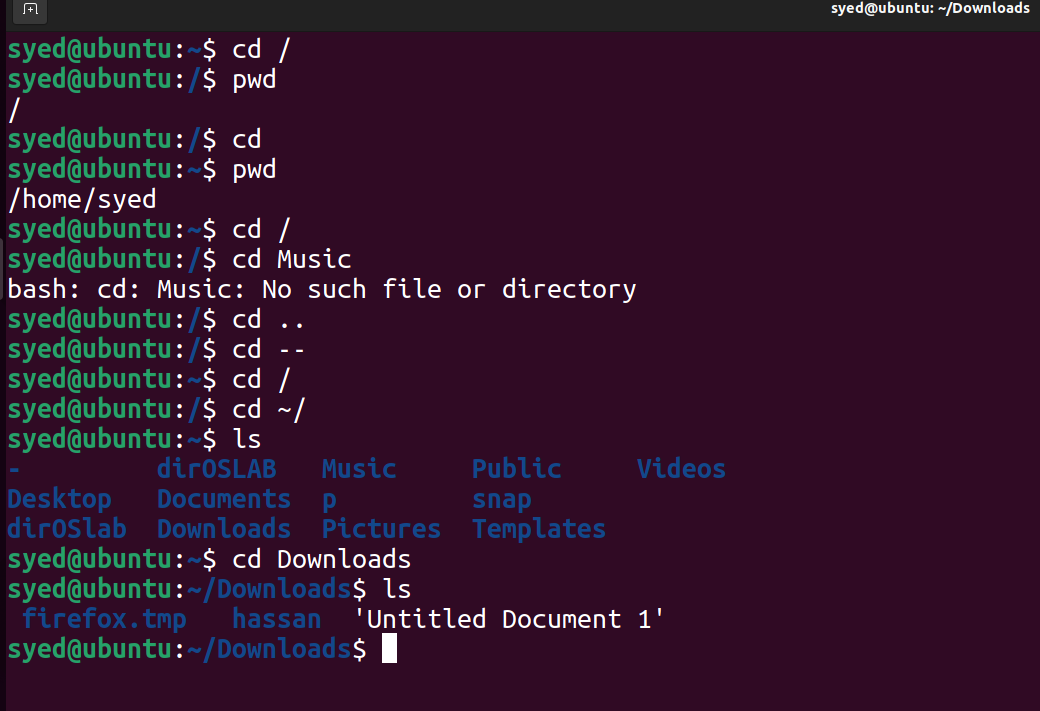 syed@ubuntu: ~/Downloads
syed@ubuntu:~$ cd /
syed@ubuntu:/$ pwd
/
syed@ubuntu:/$ cd
syed@ubuntu:~$ pwd
/home/syed
syed@ubuntu:~$ cd /
syed@ubuntu:/$ cd Music
bash: cd: Music: No such file or directory
syed@ubuntu:/$ cd ..
syed@ubuntu:/$ cd --
syed@ubuntu:~$ cd /
syed@ubuntu:/$ cd ~/
syed@ubuntu:~$ ls
- dirOSLAB Music Public Videos
Desktop Documents p snap
dirOSlab Downloads Pictures Templates
syed@ubuntu:~$ cd Downloads
syed@ubuntu:~/Downloads$ ls
firefox.tmp hassan 'Untitled Document 1'
syed@ubuntu:~/Downloads$